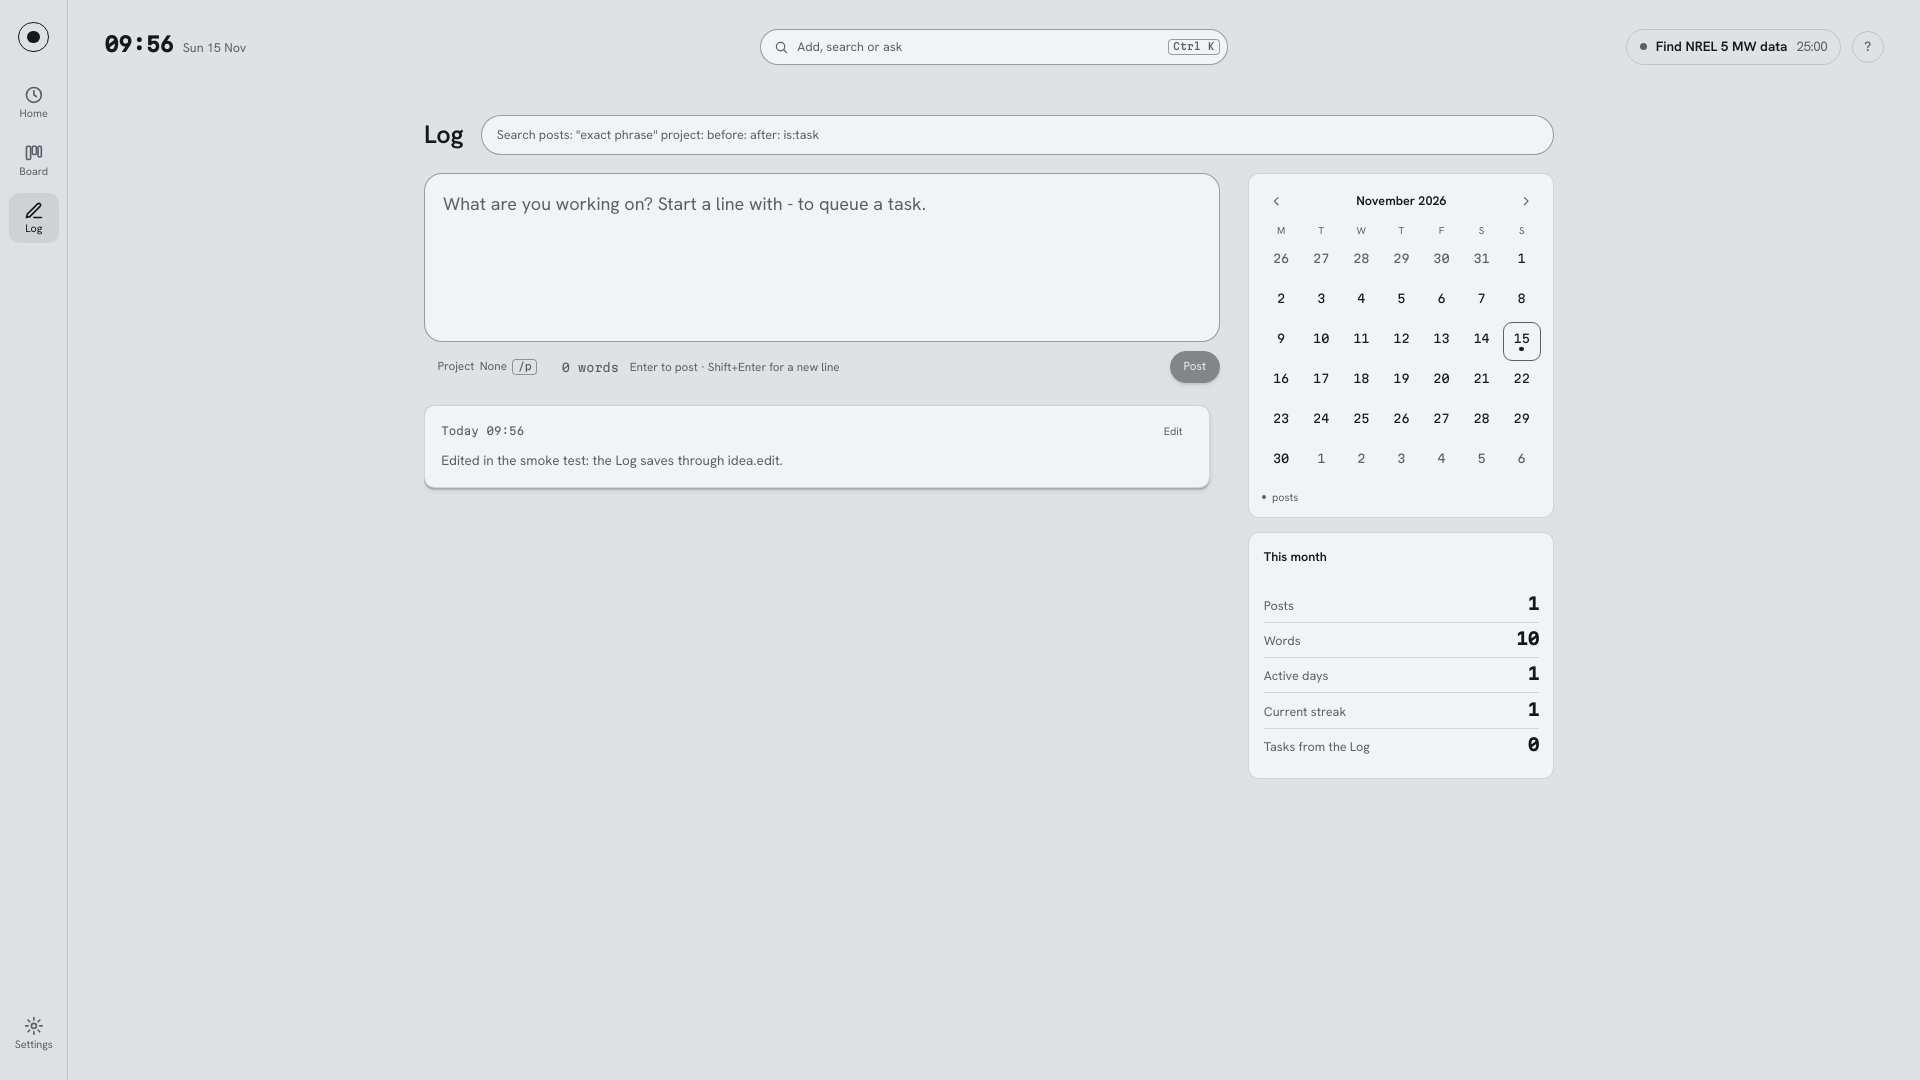 09:56 Sun 15 Nov
Add, search or ask Ctrl K
Find NREL 5 MW data 25:00 ?
Home
Board
Log
Settings
Log
Search posts: "exact phrase" project: before: after: is:task
What are you working on? Start a line with - to queue a task.
Project None /p 0 words Enter to post · Shift+Enter for a new line Post
Today 09:56 Edit
Edited in the smoke test: the Log saves through idea.edit.
November 2026
M T W T F S S
26 27 28 29 30 31 1
2 3 4 5 6 7 8
9 10 11 12 13 14 15
16 17 18 19 20 21 22
23 24 25 26 27 28 29
30 1 2 3 4 5 6
posts
This month
Posts 1
Words 10
Active days 1
Current streak 1
Tasks from the Log 0